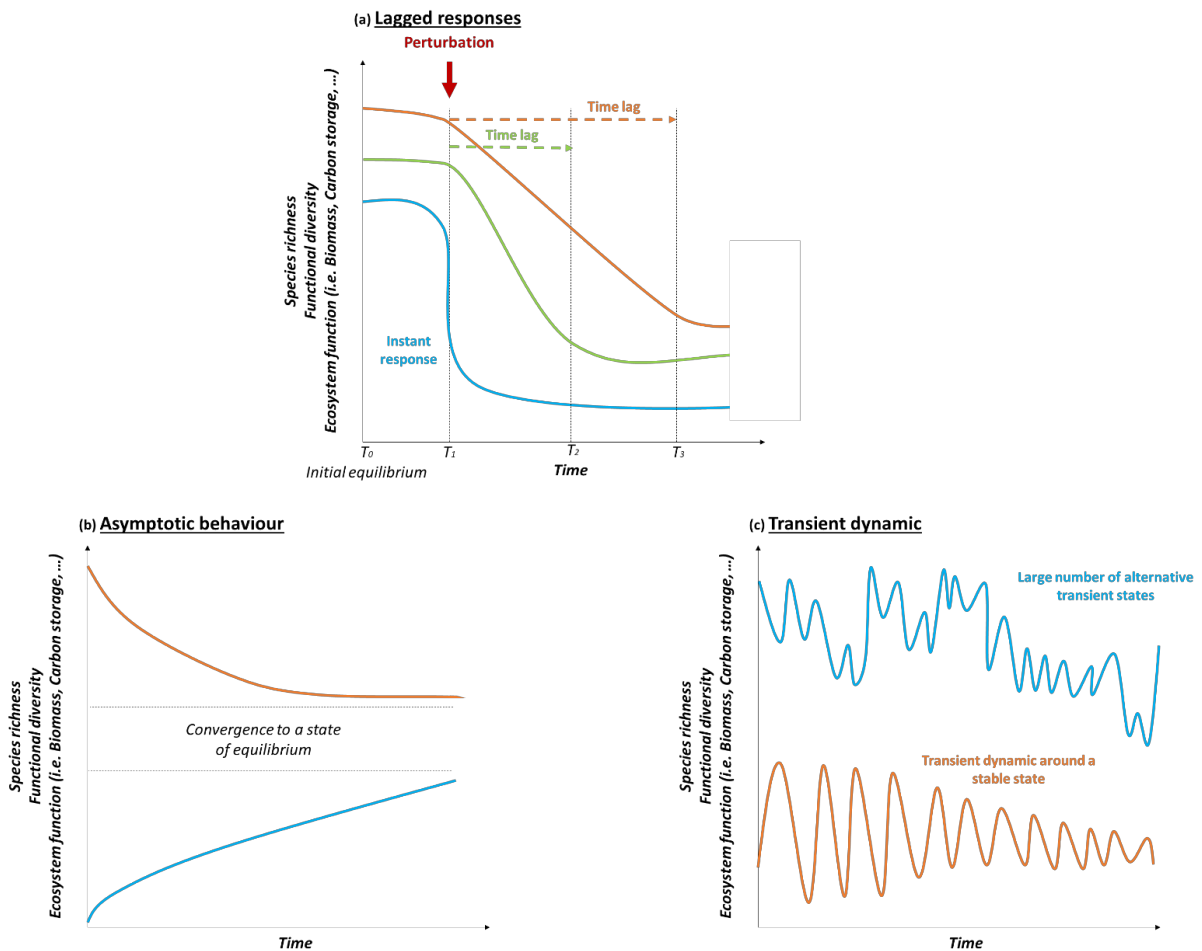 (a) Lagged responses
Perturbation
Time lag
Time lag
Species richness
Functional diversity
Ecosystem function (i.e. Biomass, Carbon storage, …)
Instant
response
T0 T1 T2 T3
Initial equilibrium
Time
(b) Asymptotic behaviour
Species richness
Functional diversity
Ecosystem function (i.e. Biomass, Carbon storage, …)
Convergence to a state
of equilibrium
Time
(c) Transient dynamic
Species richness
Functional diversity
Ecosystem function (i.e. Biomass, Carbon storage, …)
Large number of alternative
transient states
Transient dynamic around a
stable state
Time